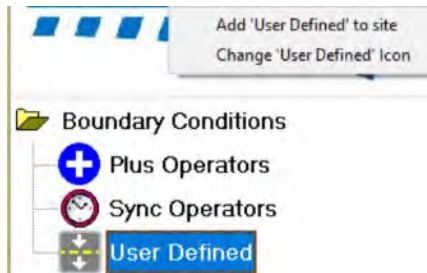 Add 'User Defined' to site
Change 'User Defined' Icon
Boundary Conditions
Plus Operators
Sync Operators
User Defined